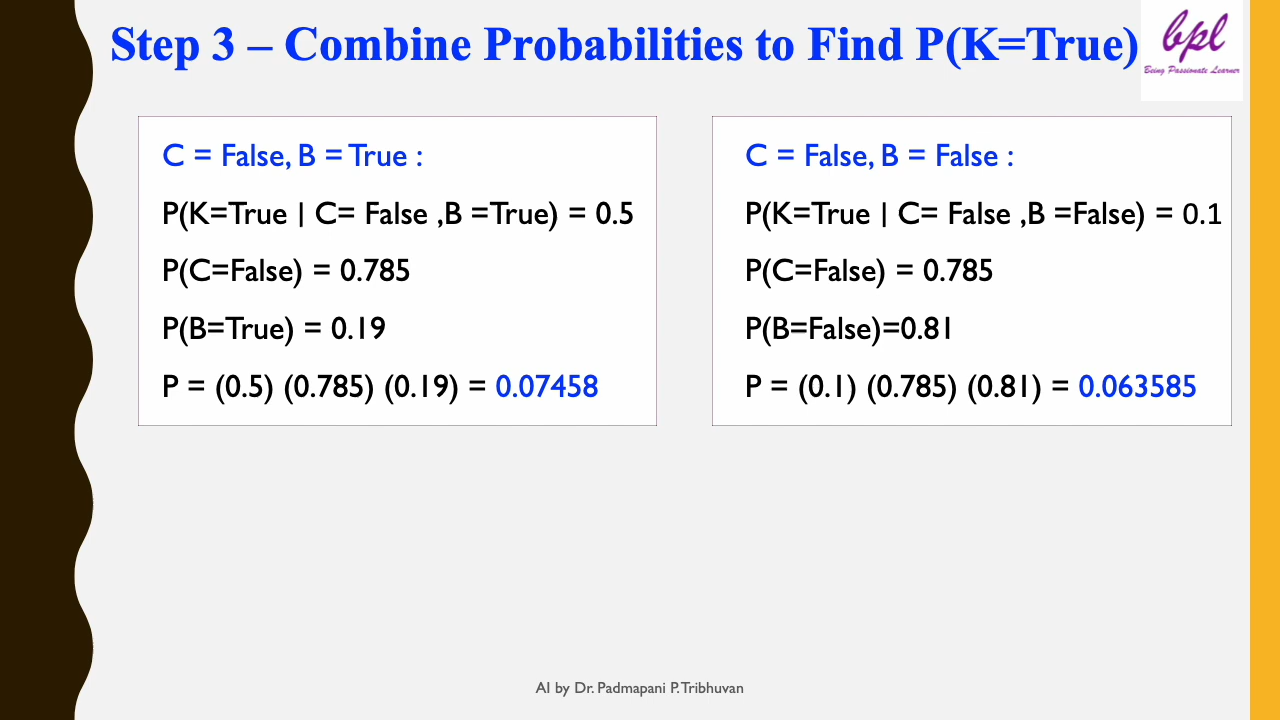 Step 3 – Combine Probabilities to Find P(K=True)
bpl
Being Passionate Learner
C = False, B = True :
P(K=True | C= False ,B =True) = 0.5
P(C=False) = 0.785
P(B=True) = 0.19
P = (0.5) (0.785) (0.19) = 0.07458
C = False, B = False :
P(K=True | C= False ,B =False) = 0.1
P(C=False) = 0.785
P(B=False)=0.81
P = (0.1) (0.785) (0.81) = 0.063585
AI by Dr. Padmapani P. Tribhuvan